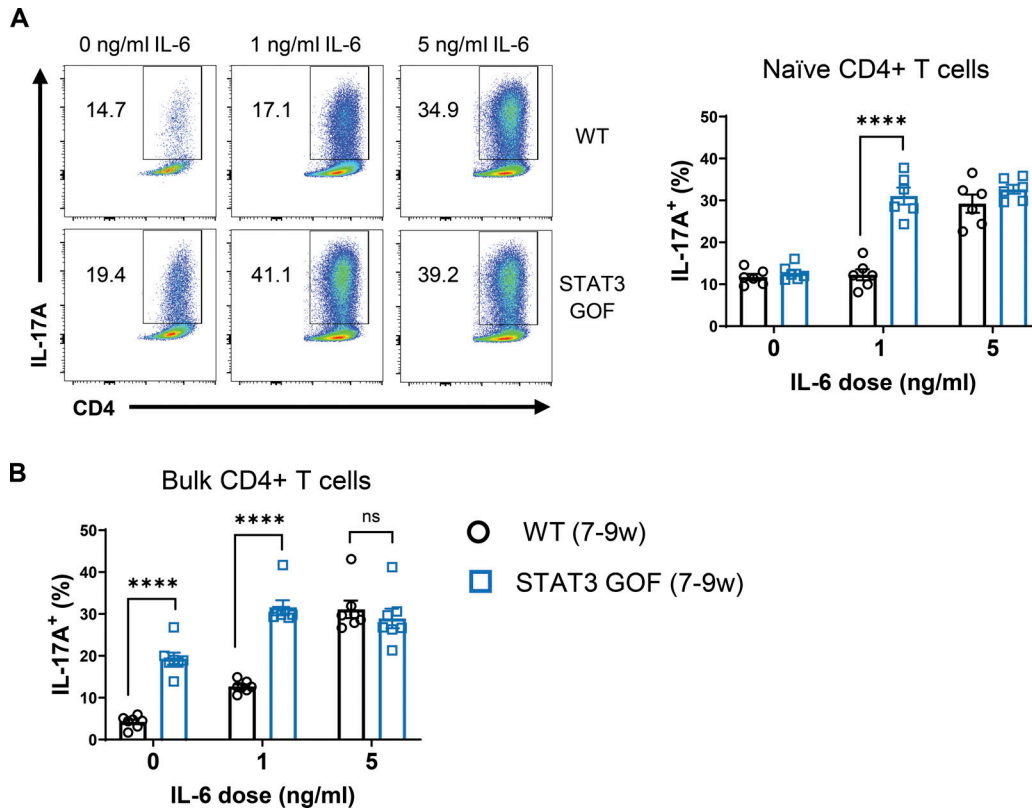 A
0 ng/ml IL-6 1 ng/ml IL-6 5 ng/ml IL-6
14.7 17.1 34.9 WT
19.4 41.1 39.2 STAT3 GOF
IL-17A
CD4
Naïve CD4+ T cells
****
50
40
30
20
10
0
IL-17A⁺ (%)
0 1 5
IL-6 dose (ng/ml)
B
Bulk CD4+ T cells
**** **** ns
50
40
30
20
10
0
IL-17A⁺ (%)
0 1 5
IL-6 dose (ng/ml)
WT (7-9w)
STAT3 GOF (7-9w)